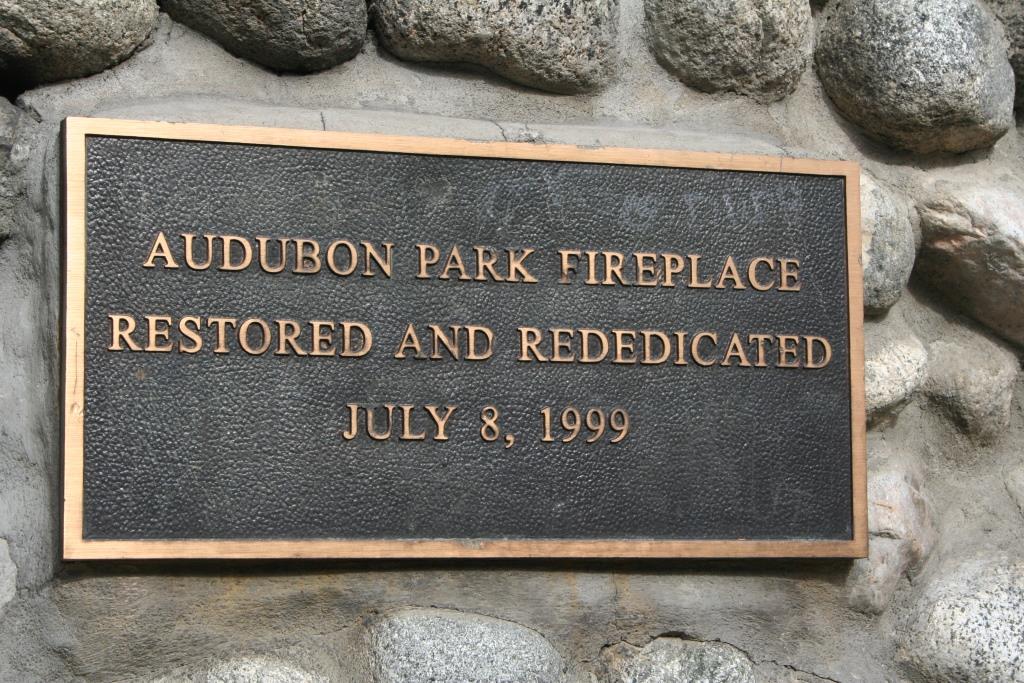 AUDUBON PARK FIREPLACE
RESTORED AND REDEDICATED
JULY 8, 1999